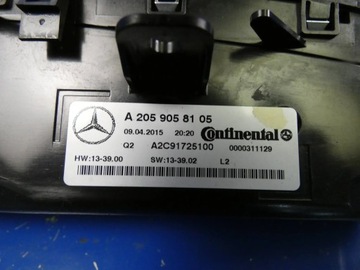 A 205 905 81 05
09.04.2015 20:20 Continental
Q2 A2C91725100 0000311129
HW:13-39.00 SW:13-39.02 L2